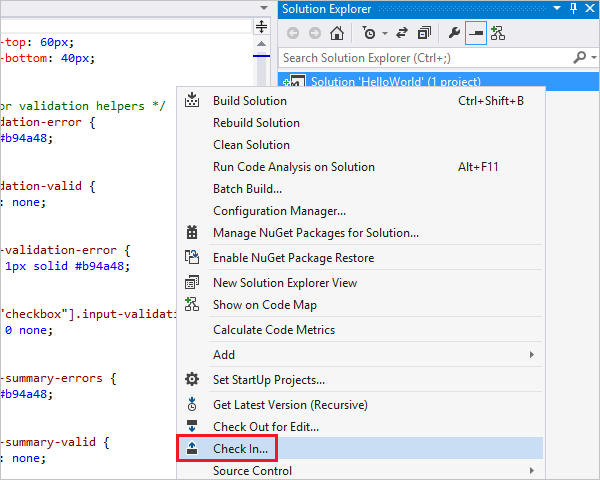 Solution Explorer
-top: 60px;
-bottom: 40px;
Search Solution Explorer (Ctrl+;)
Solution 'HelloWorld' (1 project)
or validation helpers */
dation-error {
#b94a48;
dation-valid {
: none;
-validation-error {
1px solid #b94a48;
"checkbox"].input-validati
0 none;
-summary-errors {
#b94a48;
-summary-valid {
: none;
Build Solution Ctrl+Shift+B
Rebuild Solution
Clean Solution
Run Code Analysis on Solution Alt+F11
Batch Build...
Configuration Manager...
Manage NuGet Packages for Solution...
Enable NuGet Package Restore
New Solution Explorer View
Show on Code Map
Calculate Code Metrics
Add
Set StartUp Projects...
Get Latest Version (Recursive)
Check Out for Edit...
Check In...
Source Control